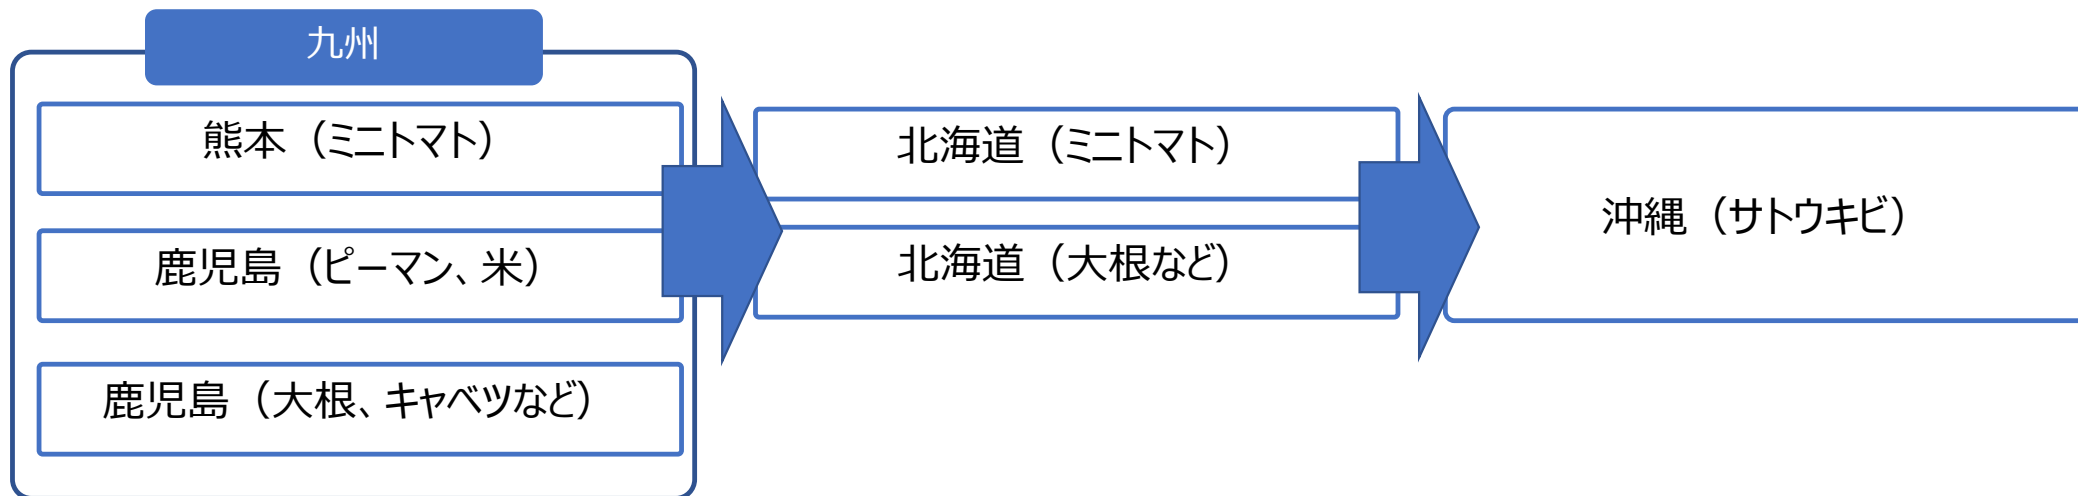 九州
熊本（ミニトマト）
鹿児島（ピーマン、米）
鹿児島（大根、キャベツなど）
北海道（ミニトマト）
北海道（大根など）
沖縄（サトウキビ）